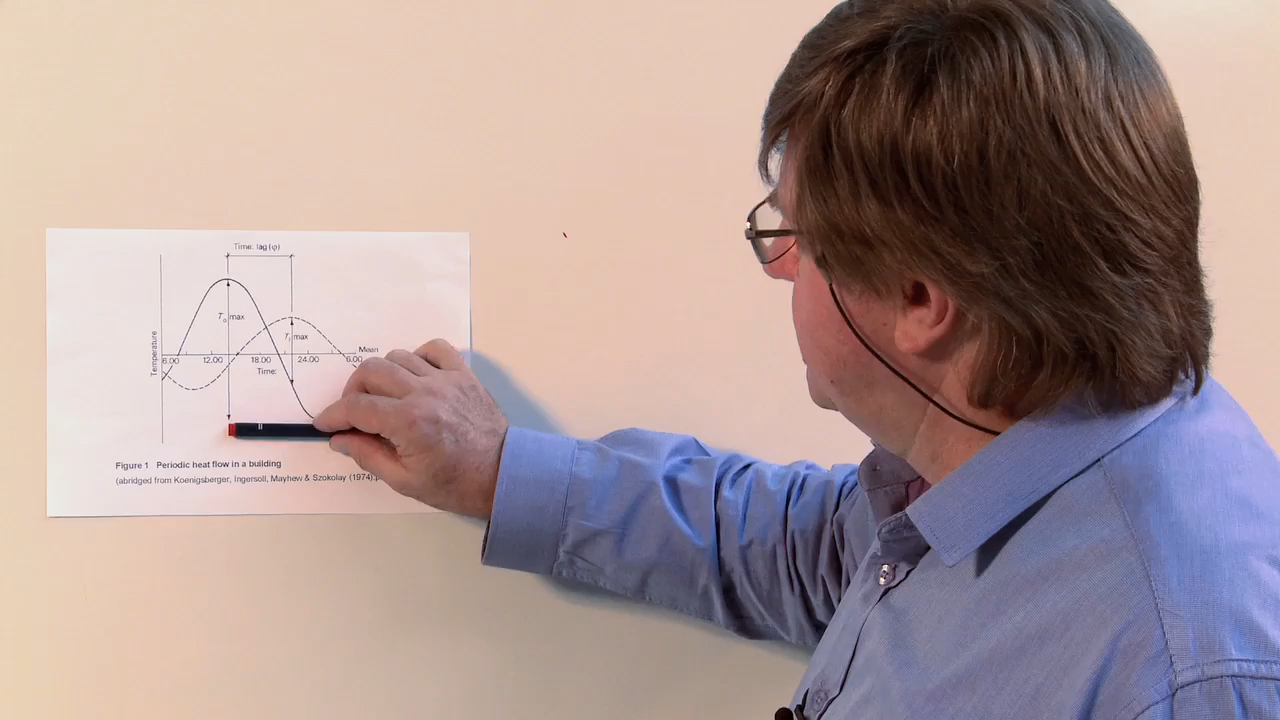 Time: lag (φ)
To max
Ti max
Temperature
Mean
6.00 12.00 18.00 24.00 6.00
Time:
Figure 1 Periodic heat flow in a building
(abridged from Koenigsberger, Ingersoll, Mayhew & Szokolay (1974)